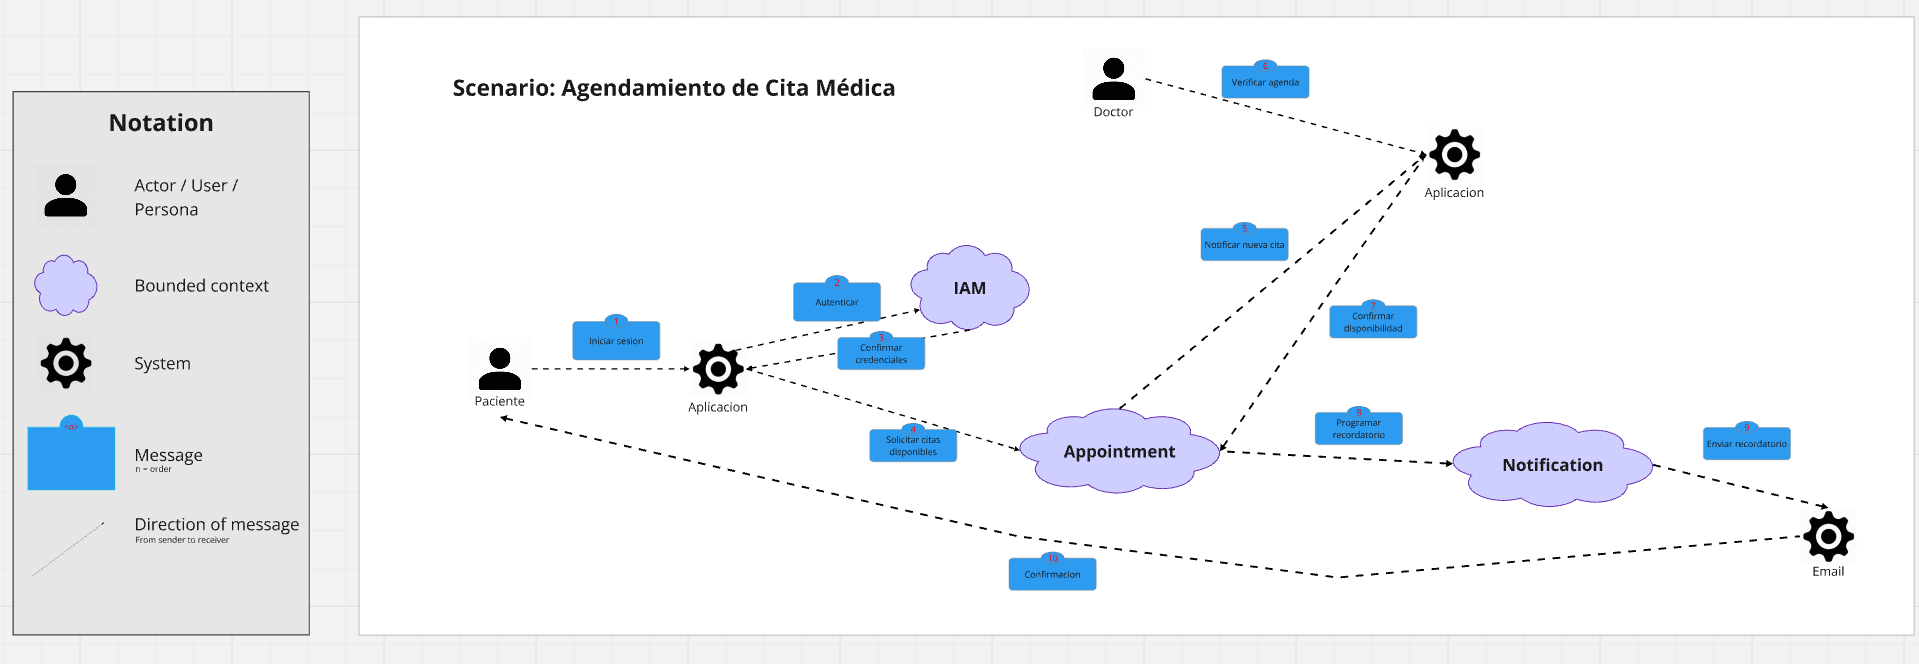 Notation
Actor / User /
Persona
Bounded context
System
<n>
Message
n = order
Direction of message
From sender to receiver
Scenario: Agendamiento de Cita Médica
Doctor
6
Verificar agenda
Aplicacion
5
Notificar nueva cita
7
Confirmar
disponibilidad
IAM
2
Autenticar
1
Iniciar sesion
3
Confirmar
credenciales
Paciente
Aplicacion
4
Solicitar citas
disponibles
Appointment
8
Programar
recordatorio
Notification
9
Enviar recordatorio
Email
10
Confirmacion